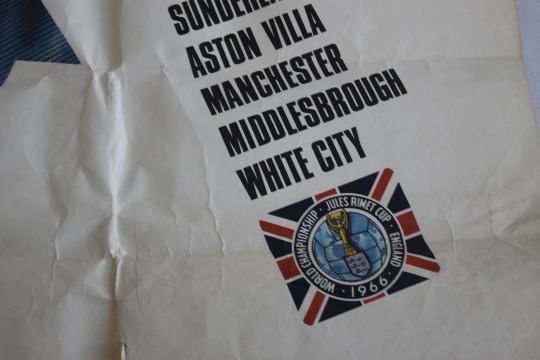 ASTON VILLA
MANCHESTER
MIDDLESBROUGH
WHITE CITY
WORLD CHAMPIONSHIP · JULES RIMET CUP · ENGLAND
· 1966 ·